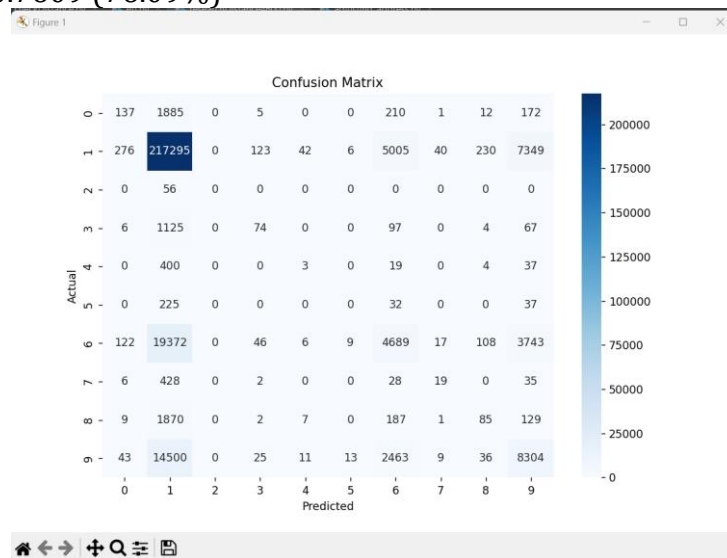 Figure 1
Confusion Matrix
0 137 1885 0 5 0 0 210 1 12 172
1 276 217295 0 123 42 6 5005 40 230 7349
2 0 56 0 0 0 0 0 0 0 0
3 6 1125 0 74 0 0 97 0 4 67
4 0 400 0 0 3 0 19 0 4 37
5 0 225 0 0 0 0 32 0 0 37
6 122 19372 0 46 6 9 4689 17 108 3743
7 6 428 0 2 0 0 28 19 0 35
8 9 1870 0 2 7 0 187 1 85 129
9 43 14500 0 25 11 13 2463 9 36 8304
0 1 2 3 4 5 6 7 8 9
Predicted
Actual
200000
175000
150000
125000
100000
75000
50000
25000
0